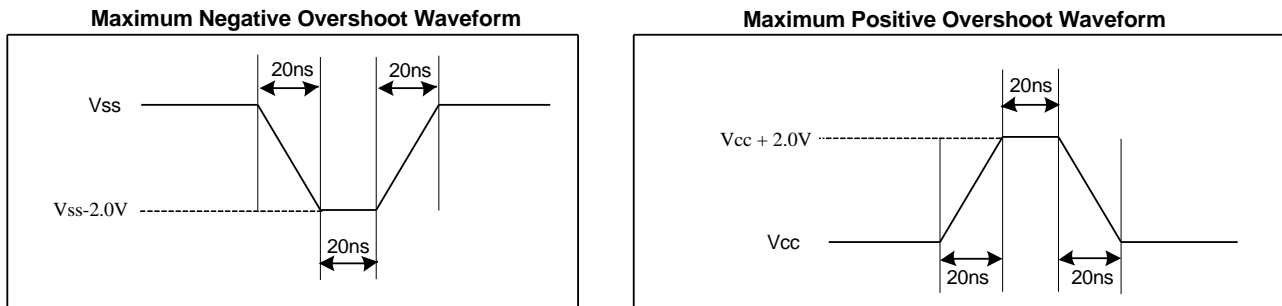 Maximum Negative Overshoot Waveform
20ns
20ns
Vss
Vss-2.0V
20ns
Maximum Positive Overshoot Waveform
20ns
Vcc + 2.0V
Vcc
20ns
20ns